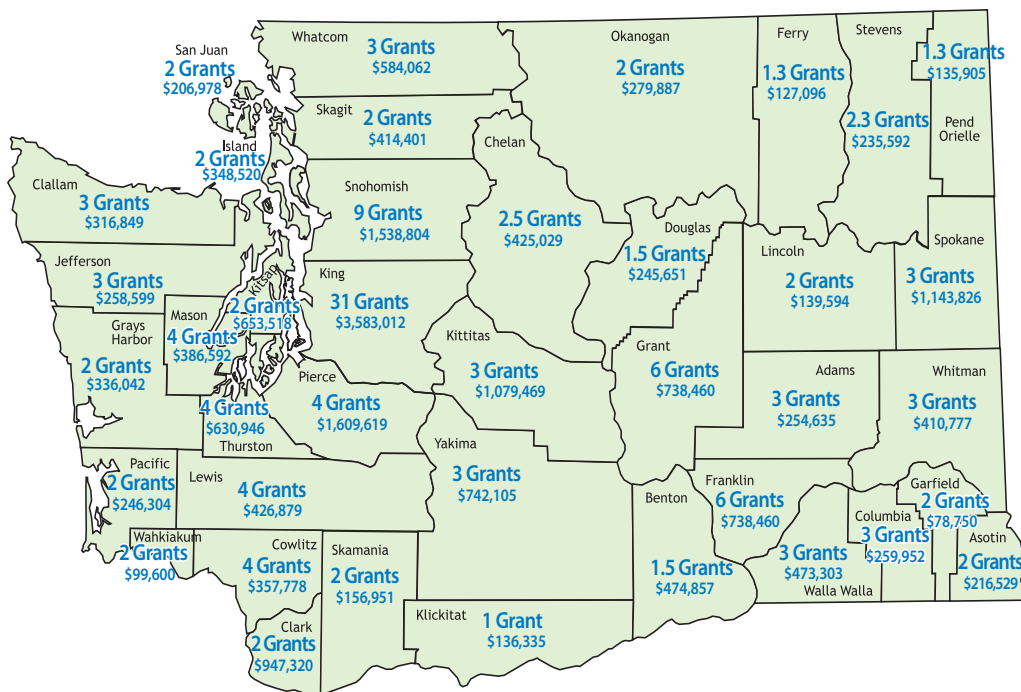 San Juan
2 Grants
$206,978
Whatcom
3 Grants
$584,062
Skagit
2 Grants
$414,401
Island
2 Grants
$348,520
Okanogan
2 Grants
$279,887
Ferry
1.3 Grants
$127,096
Stevens
2.3 Grants
$235,592
1.3 Grants
$135,905
Pend
Orielle
Clallam
3 Grants
$316,849
Snohomish
9 Grants
$1,538,804
Chelan
2.5 Grants
$425,029
Douglas
1.5 Grants
$245,651
Lincoln
2 Grants
$139,594
Spokane
3 Grants
$1,143,826
Jefferson
3 Grants
$258,599
Kitsap
2 Grants
$653,518
King
31 Grants
$3,583,012
Grays
Harbor
2 Grants
$336,042
Mason
4 Grants
$386,592
Kittitas
3 Grants
$1,079,469
Grant
6 Grants
$738,460
Adams
3 Grants
$254,635
Whitman
3 Grants
$410,777
Pierce
4 Grants
$1,609,619
4 Grants
$630,946
Thurston
Yakima
3 Grants
$742,105
Pacific
2 Grants
$246,304
Lewis
4 Grants
$426,879
Benton
1.5 Grants
$474,857
Franklin
6 Grants
$738,460
Garfield
2 Grants
$78,750
Columbia
3 Grants
$259,952
Asotin
2 Grants
$216,529
3 Grants
$473,303
Walla Walla
Wahkiakum
2 Grants
$99,600
Cowlitz
4 Grants
$357,778
Skamania
2 Grants
$156,951
Klickitat
1 Grant
$136,335
Clark
2 Grants
$947,320